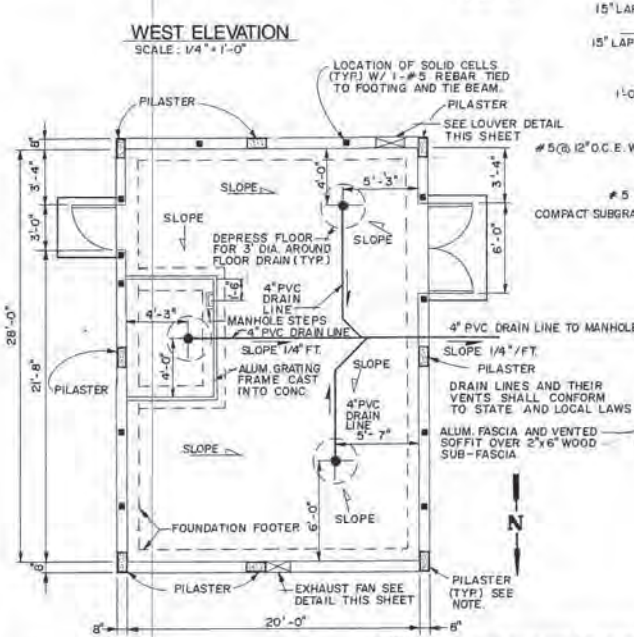 WEST ELEVATION
SCALE: 1/4" = 1'-0"
15" LAP
15" LAP
1'-0
#5@ 12" O.C. E. W
#5
COMPACT SUBGRA
LOCATION OF SOLID CELLS
(TYP.) W/ 1-#5 REBAR TIED
TO FOOTING AND TIE BEAM.
PILASTER
PILASTER
SEE LOUVER DETAIL
THIS SHEET
8"
3'-4"
3'-0"
28'-0"
21'-8"
8"
SLOPE
4'-0"
5'-3"
3'-4"
6'-0"
SLOPE
SLOPE
DEPRESS FLOOR
FOR 3' DIA. AROUND
FLOOR DRAIN (TYP.)
4" PVC
DRAIN
LINE
1'-6"
4'-3"
MANHOLE STEPS
4" PVC DRAIN LINE
SLOPE 1/4" FT.
4" PVC DRAIN LINE TO MANHOLE
SLOPE 1/4"/FT.
4'-0"
ALUM. GRATING
FRAME CAST
INTO CONC.
PILASTER
SLOPE
PILASTER
DRAIN LINES AND THEIR
VENTS SHALL CONFORM
TO STATE AND LOCAL LAWS
4" PVC
DRAIN
LINE
5'-7"
ALUM. FASCIA AND VENTED
SOFFIT OVER 2"x6" WOOD
SUB-FASCIA
SLOPE
6'-0"
SLOPE
N
FOUNDATION FOOTER
PILASTER
EXHAUST FAN SEE
DETAIL THIS SHEET
PILASTER
(TYP.) SEE
NOTE.
8"
20'-0"
8"